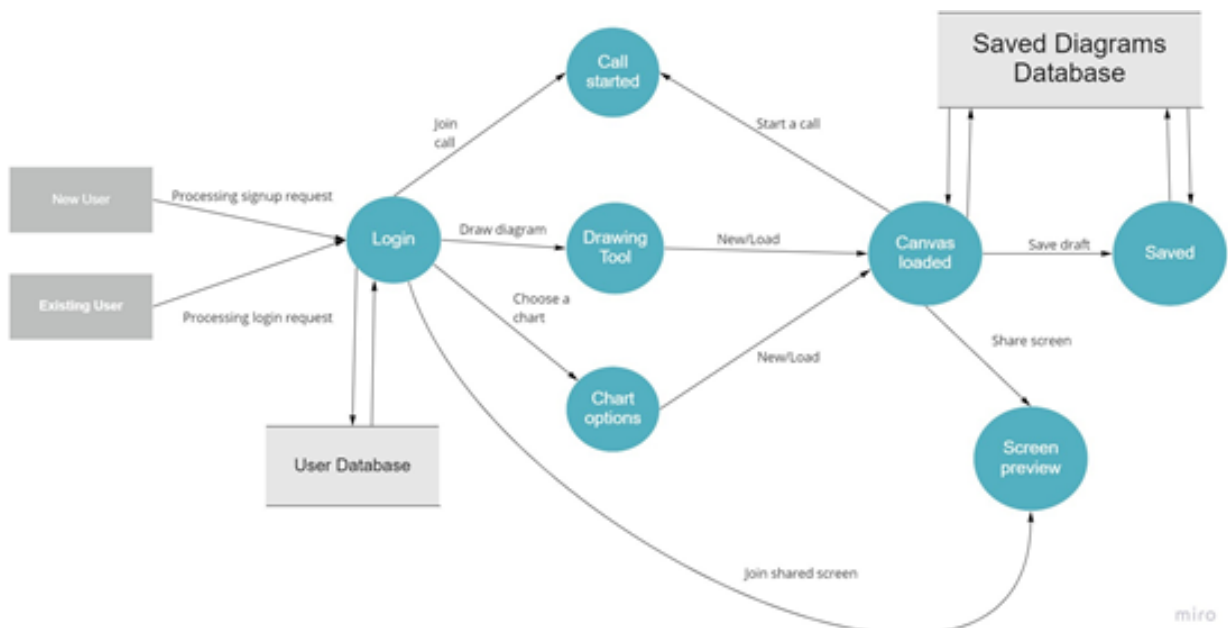 Saved Diagrams
Database
Call
started
Join
call
Start a call
New User
Processing signup request
Login
Draw diagram
Drawing
Tool
New/Load
Canvas
loaded
Save draft
Saved
Existing User
Processing login request
Choose a
chart
New/Load
Share screen
Chart
options
User Database
Screen
preview
Join shared screen
miro